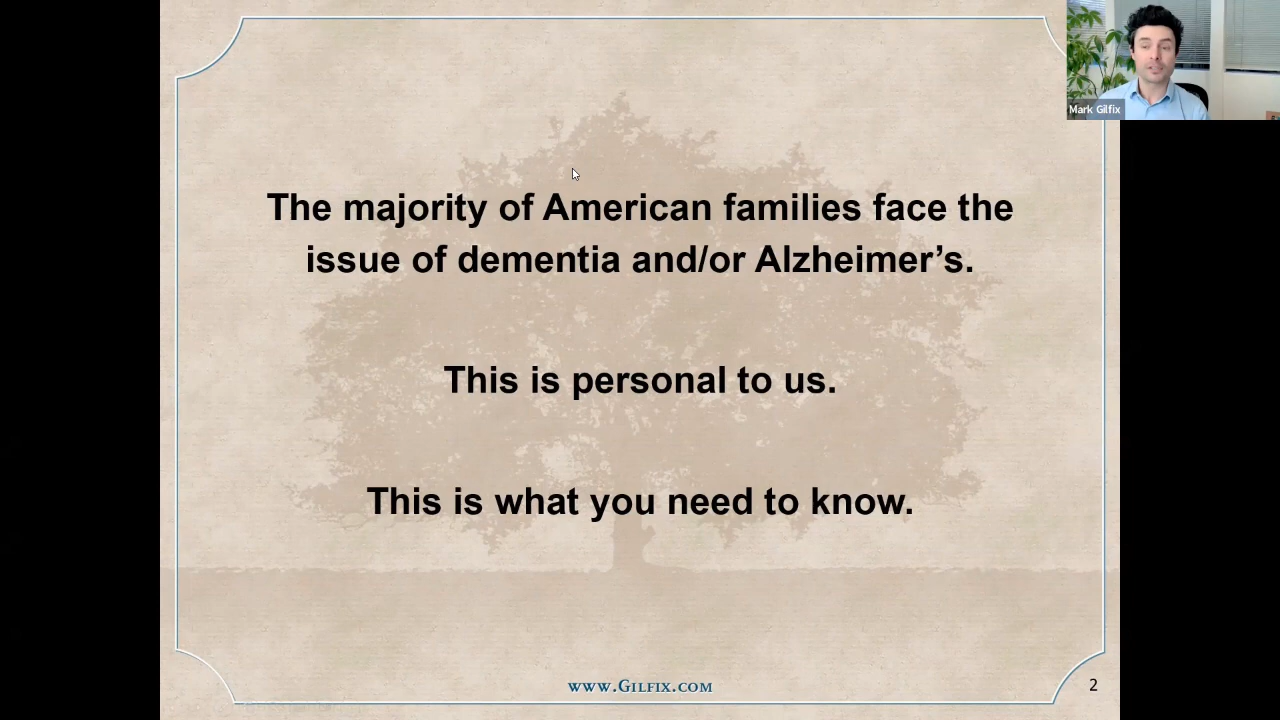 Mark Gilfix
The majority of American families face the
issue of dementia and/or Alzheimer’s.
This is personal to us.
This is what you need to know.
www.Gilfix.com
2